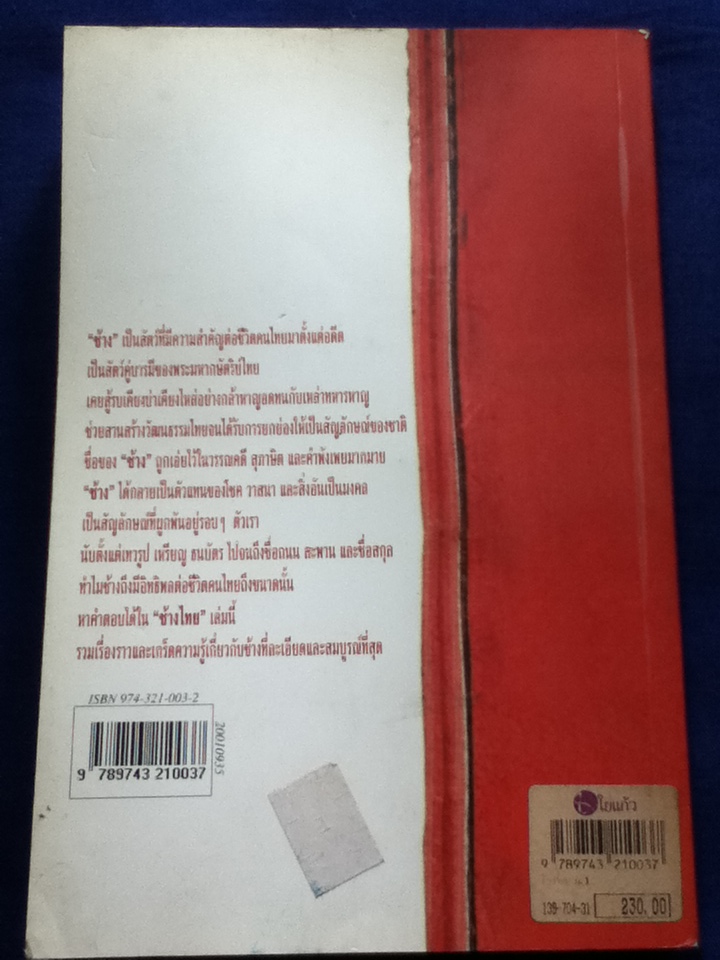 "ช้าง" เป็นสัตว์ที่มีความสำคัญต่อชีวิตคนไทยมาตั้งแต่อดีต
เป็นสัตว์คู่บารมีของพระมหากษัตริย์ไทย
เคยสู้รบเคียงบ่าเคียงไหล่อย่างกล้าหาญอดทนกับเหล่าทหารหาญ
ช่วยสานสร้างวัฒนธรรมไทยจนได้รับการยกย่องให้เป็นสัญลักษณ์ของชาติ
ชื่อของ "ช้าง" ถูกเอ่ยไว้ในวรรณคดี สุภาษิต และคำพังเพยมากมาย
"ช้าง" ได้กลายเป็นตัวแทนของโชค วาสนา และสิ่งอันเป็นมงคล
เป็นสัญลักษณ์ที่ผูกพันอยู่รอบๆ ตัวเรา
นับตั้งแต่เทวรูป เหรียญ ธนบัตร ไปจนถึงชื่อถนน สะพาน และชื่อสกุล
ทำไมช้างถึงมีอิทธิพลต่อชีวิตคนไทยถึงขนาดนั้น
หาคำตอบได้ใน "ช้างไทย" เล่มนี้
รวมเรื่องราวและเกร็ดความรู้เกี่ยวกับช้างที่ละเอียดและสมบูรณ์ที่สุด
ISBN 974-321-003-2
9 789743 210037
20010935
ใยแก้ว
9 789743 210037
139-704-31 230.00